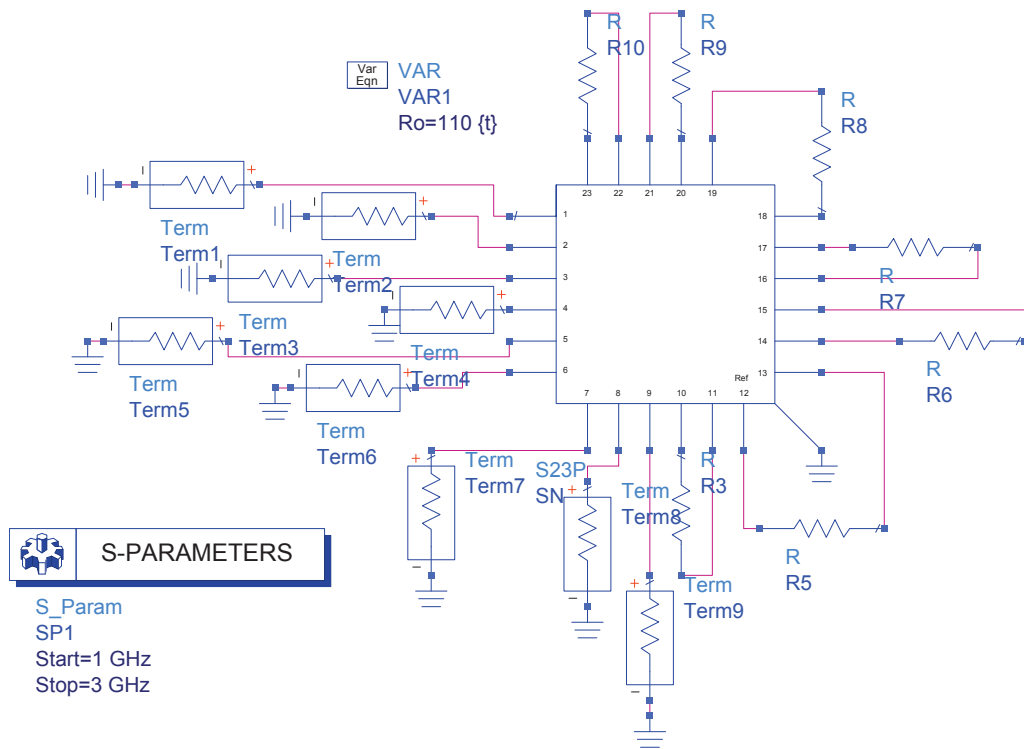 R
R10
R
R9
Var
Eqn
VAR
VAR1
Ro=110 {t}
R
R8
23
22
21
20
19
1
2
3
4
5
6
18
17
16
15
14
13
Ref
7
8
9
10
11
12
Term
Term1
Term
Term2
Term
Term3
Term
Term4
Term
Term5
Term
Term6
R
R7
R
R6
Term
Term7
S23P
SN
Term
Term8
R
R3
R
R5
Term
Term9
S-PARAMETERS
S_Param
SP1
Start=1 GHz
Stop=3 GHz